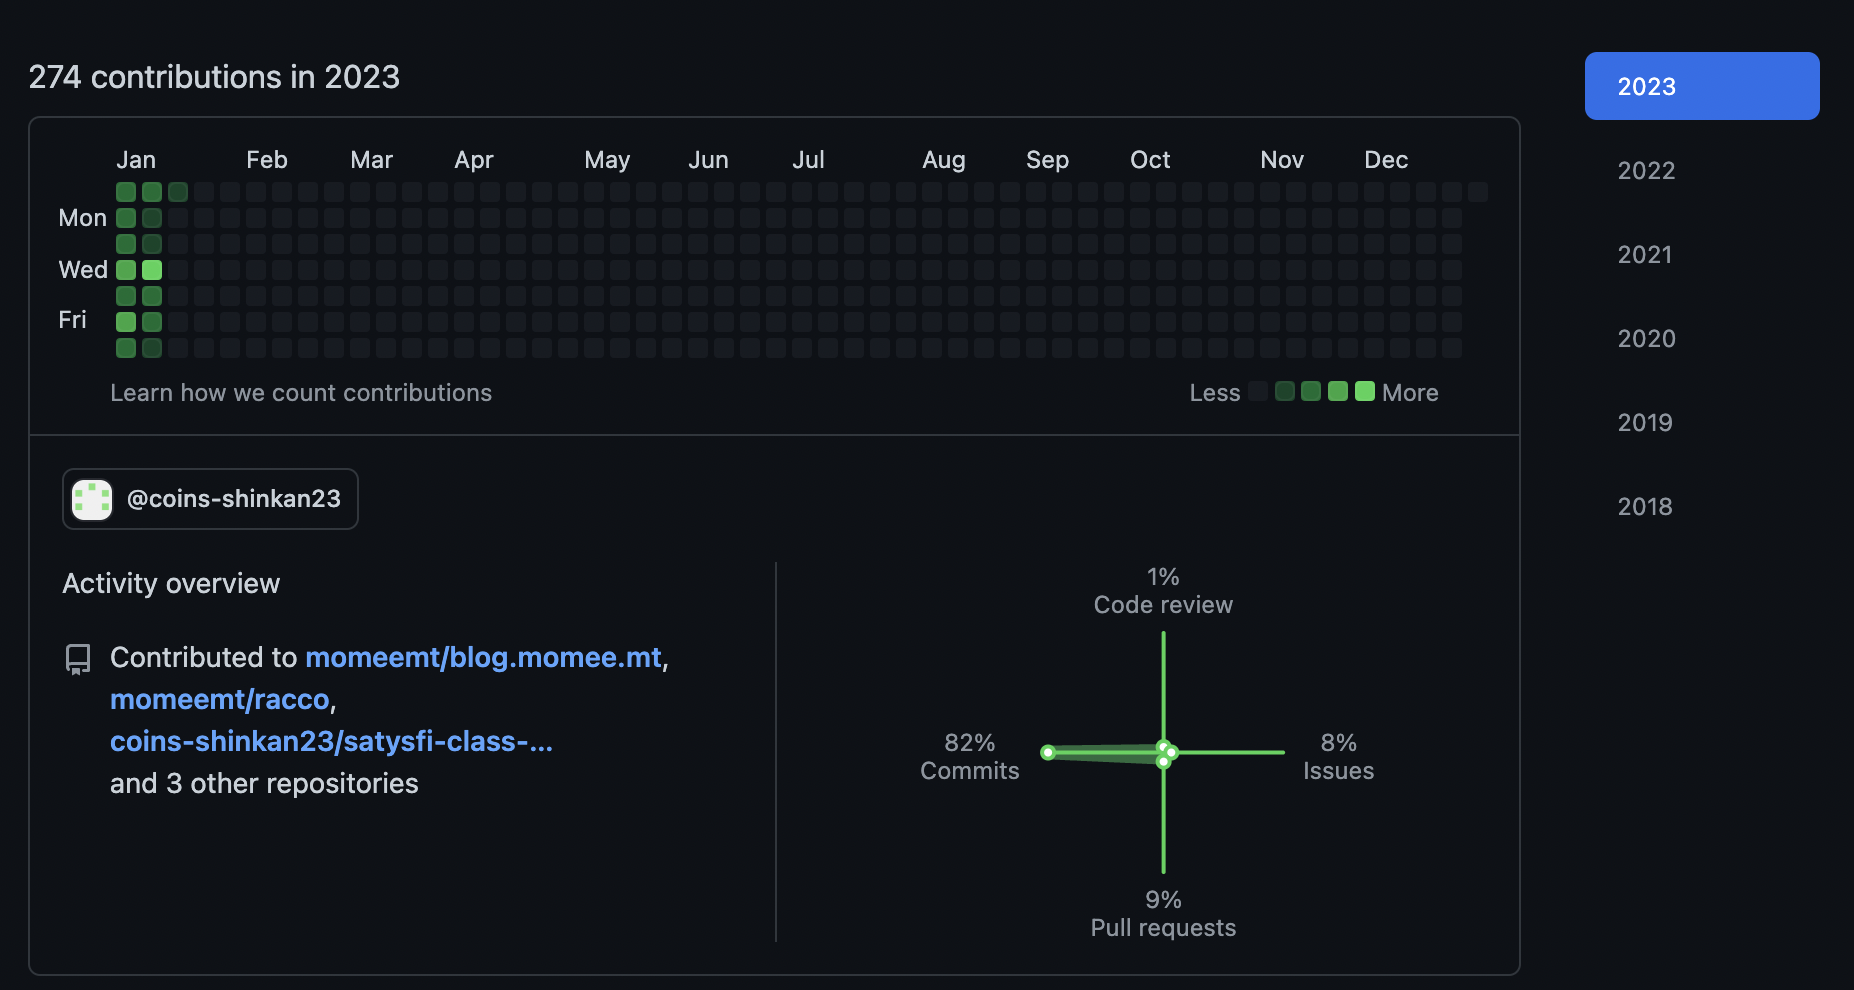 274 contributions in 2023
2023
2022
2021
2020
2019
2018
Jan Feb Mar Apr May Jun Jul Aug Sep Oct Nov Dec
Mon
Wed
Fri
Learn how we count contributions
Less More
@coins-shinkan23
Activity overview
Contributed to momeemt/blog.momee.mt,
momeemt/racco,
coins-shinkan23/satysfi-class-...
and 3 other repositories
1%
Code review
82%
Commits
8%
Issues
9%
Pull requests